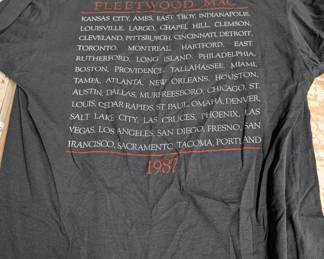 FLEETWOOD MAC
KANSAS CITY, AMES, EAST TROY, INDIANAPOLIS,
LOUISVILLE, LARGO, CHAPEL HILL, CLEMSON,
CLEVELAND, PITTSBURGH, CINCINNATI, DETROIT,
TORONTO, MONTREAL, HARTFORD, EAST
RUTHERFORD, LONG ISLAND, PHILADELPHIA,
BOSTON, PROVIDENCE, TALLAHASSEE, MIAMI,
TAMPA, ATLANTA, NEW ORLEANS, HOUSTON,
AUSTIN, DALLAS, MURFREESBORO, CHICAGO, ST.
LOUIS, CEDAR RAPIDS, ST. PAUL, OMAHA, DENVER,
SALT LAKE CITY, LAS CRUCES, PHOENIX, LAS
VEGAS, LOS ANGELES, SAN DIEGO, FRESNO, SAN
FRANCISCO, SACRAMENTO, TACOMA, PORTLAND
1987